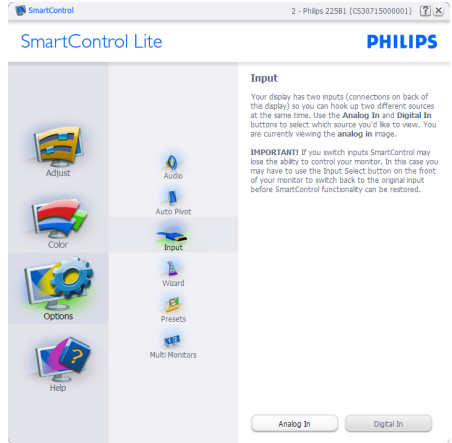 SmartControl
2 - Philips 225B1 (CS30715000001)
? ×
SmartControl Lite
PHILIPS
Adjust
Color
Options
Help
Audio
Auto Pivot
Input
Wizard
Presets
Multi Monitors
Input
Your display has two inputs (connections on back of
this display) so you can hook up two different sources
at the same time. Use the Analog In and Digital In
buttons to select which source you'd like to view. You
are currently viewing the analog in image.
IMPORTANT! If you switch inputs SmartControl may
lose the ability to control your monitor. In this case you
may have to use the Input Select button on the front
of your monitor to switch back to the original input
before SmartControl functionality can be restored.
Analog In
Digital In